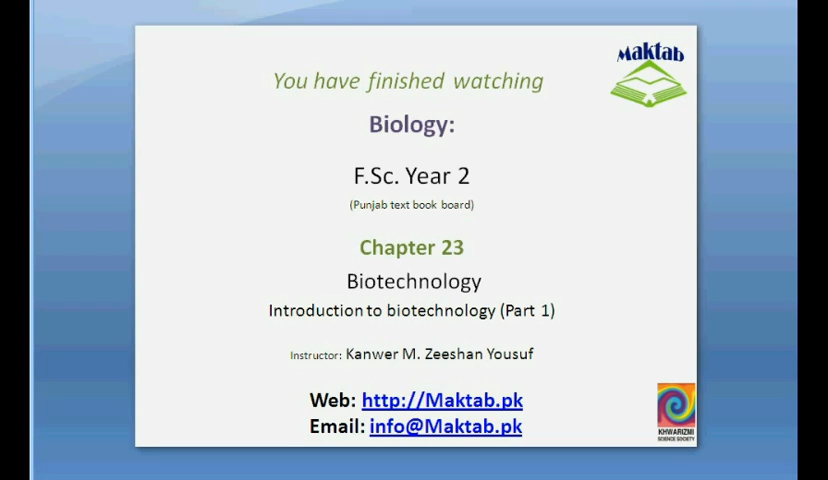 Maktab
You have finished watching
Biology:
F.Sc. Year 2
(Punjab text book board)
Chapter 23
Biotechnology
Introduction to biotechnology (Part 1)
Instructor: Kanwer M. Zeeshan Yousuf
Web: http://Maktab.pk
Email: info@Maktab.pk
KHWARIZMI
SCIENCE SOCIETY